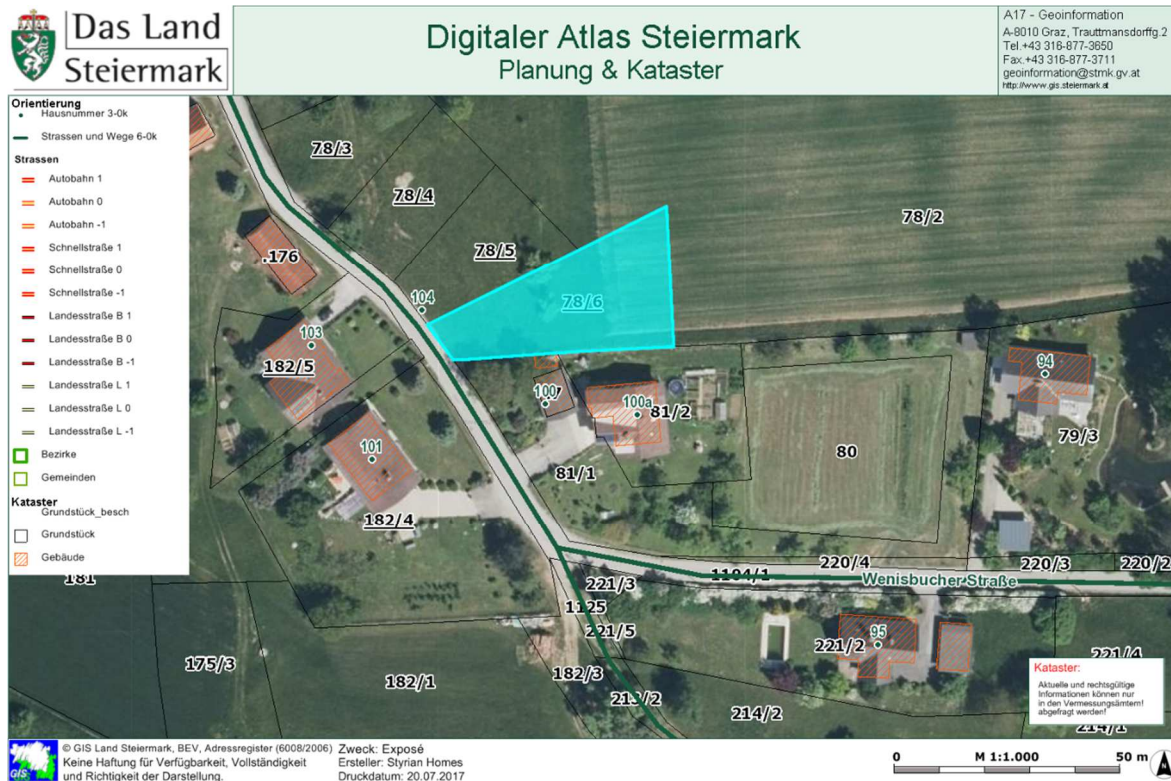 Das Land
Steiermark
Digitaler Atlas Steiermark
Planung & Kataster
A17 - Geoinformation
A-8010 Graz, Trauttmansdorffg.2
Tel.+43 316-877-3650
Fax.+43 316-877-3711
geoinformation@stmk.gv.at
http://www.gis.steiermark.at
Orientierung
Hausnummer 3-0k
Strassen und Wege 6-0k
Strassen
Autobahn 1
Autobahn 0
Autobahn -1
Schnellstraße 1
Schnellstraße 0
Schnellstraße -1
Landesstraße B 1
Landesstraße B 0
Landesstraße B -1
Landesstraße L 1
Landesstraße L 0
Landesstraße L -1
Bezirke
Gemeinden
Kataster
Grundstück_besch
Grundstück
Gebäude
78/3
78/4
78/2
78/5
.176
104
78/6
103
182/5
94
100
100a
81/2
79/3
101
80
81/1
182/4
181
220/4
220/3
220/2
221/3
1104/1
Wenisbucher Straße
1125
221/5
95
221/2
221/4
175/3
182/3
182/1
213/2
214/2
214/1
Kataster:
Aktuelle und rechtsgültige
Informationen können nur
in den Vermessungsämtern!
abgefragt werden!
GIS
© GIS Land Steiermark, BEV, Adressregister (6008/2006)
Keine Haftung für Verfügbarkeit, Vollständigkeit
und Richtigkeit der Darstellung.
Zweck: Exposé
Ersteller: Styrian Homes
Druckdatum: 20.07.2017
0 M 1:1.000 50 m